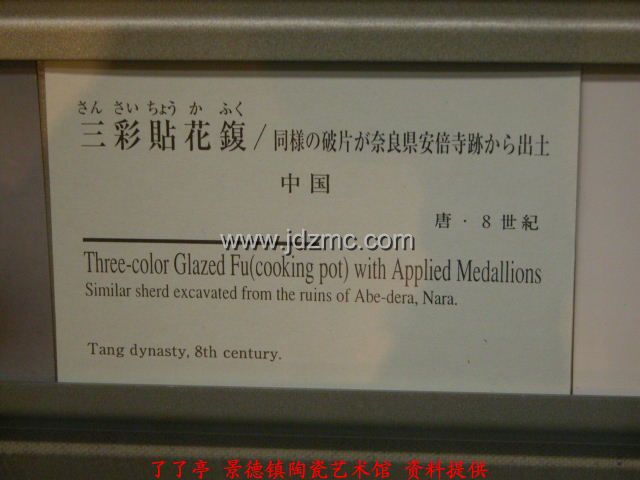 さん さい ちょう か ふく
三彩貼花鍑/同様の破片が奈良県安倍寺跡から出土
中国
唐・8世紀
www.jdzmc.com
Three-color Glazed Fu(cooking pot) with Applied Medallions
Similar sherd excavated from the ruins of Abe-dera, Nara.
Tang dynasty, 8th century.
了了亭 景德镇陶瓷艺术馆 资料提供